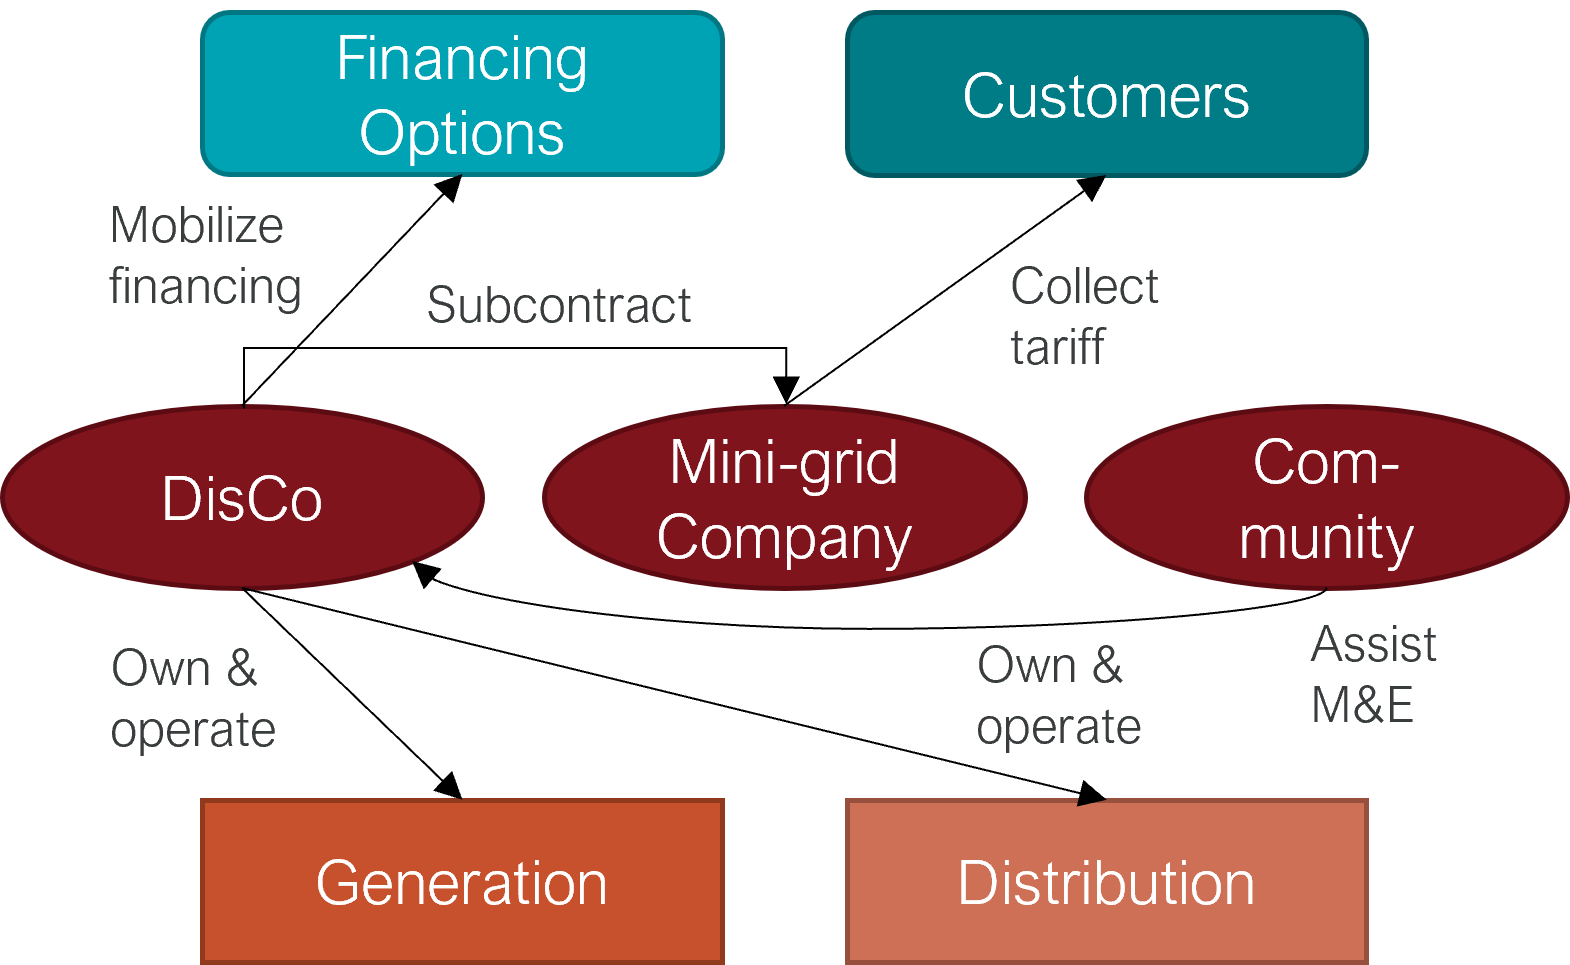 Financing
Options
Customers
Mobilize
financing
Subcontract
Collect
tariff
DisCo
Mini-grid
Company
Com-
munity
Own &
operate
Own &
operate
Assist
M&E
Generation
Distribution